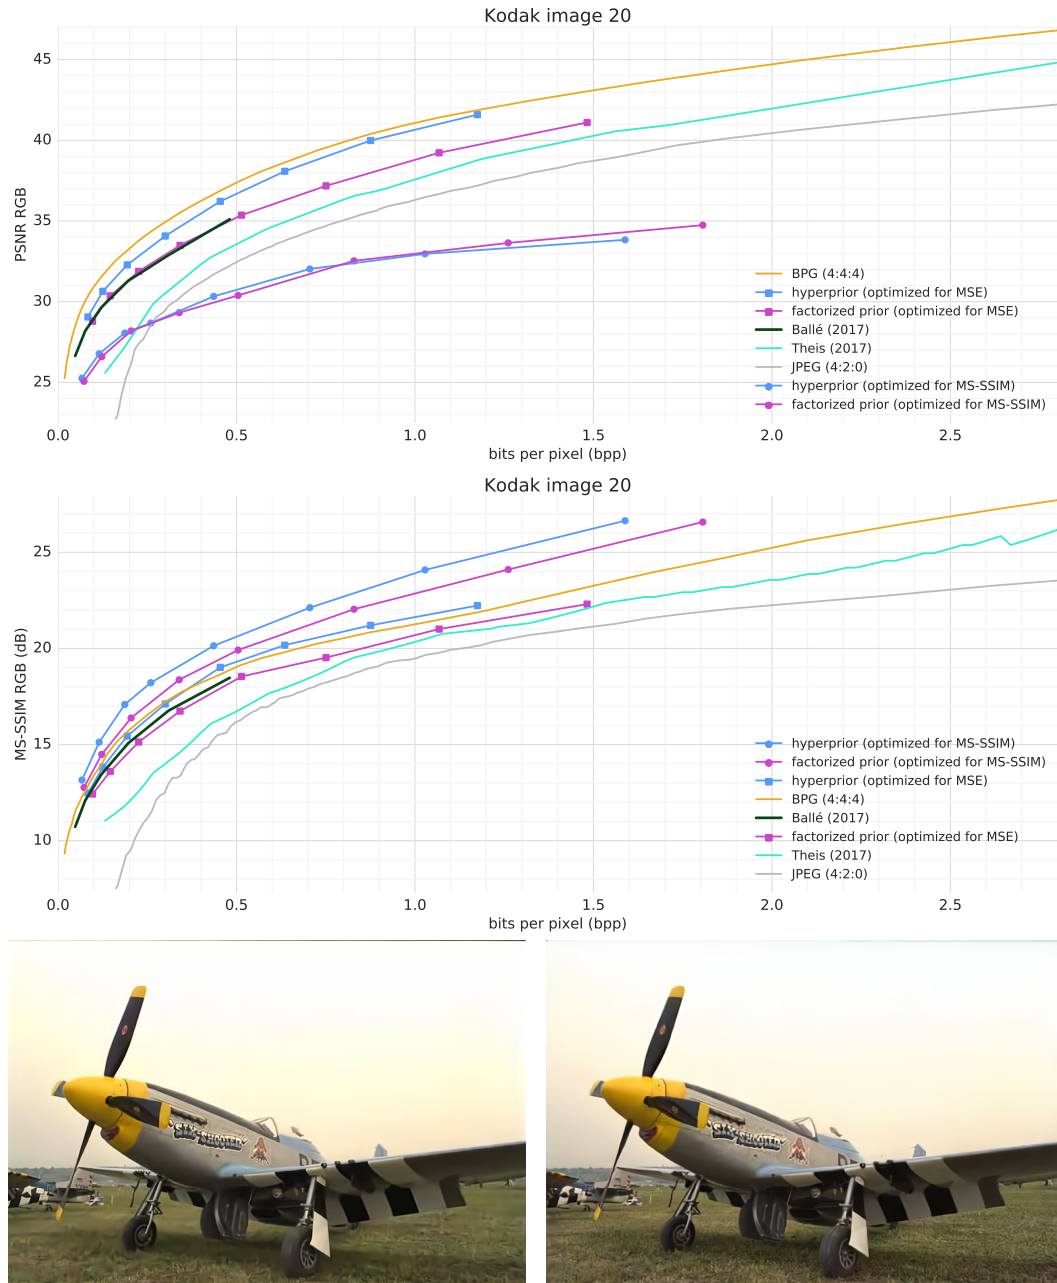 Kodak image 20
PSNR RGB
45
40
35
30
25
0.0 0.5 1.0 1.5 2.0 2.5
bits per pixel (bpp)
BPG (4:4:4)
hyperprior (optimized for MSE)
factorized prior (optimized for MSE)
Ballé (2017)
Theis (2017)
JPEG (4:2:0)
hyperprior (optimized for MS-SSIM)
factorized prior (optimized for MS-SSIM)
Kodak image 20
MS-SSIM RGB (dB)
25
20
15
10
0.0 0.5 1.0 1.5 2.0 2.5
bits per pixel (bpp)
hyperprior (optimized for MS-SSIM)
factorized prior (optimized for MS-SSIM)
hyperprior (optimized for MSE)
BPG (4:4:4)
Ballé (2017)
factorized prior (optimized for MSE)
Theis (2017)
JPEG (4:2:0)
"SIX-SHOOTER"
"SIX-SHOOTER"